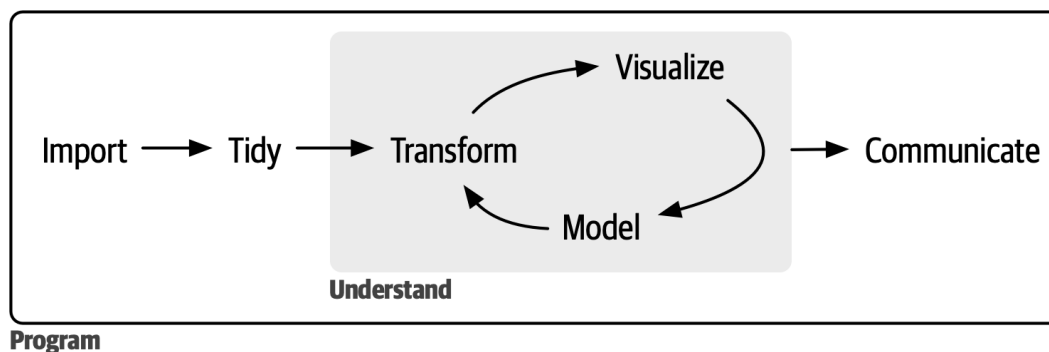 Visualize
Import
Tidy
Transform
Communicate
Model
Understand
Program